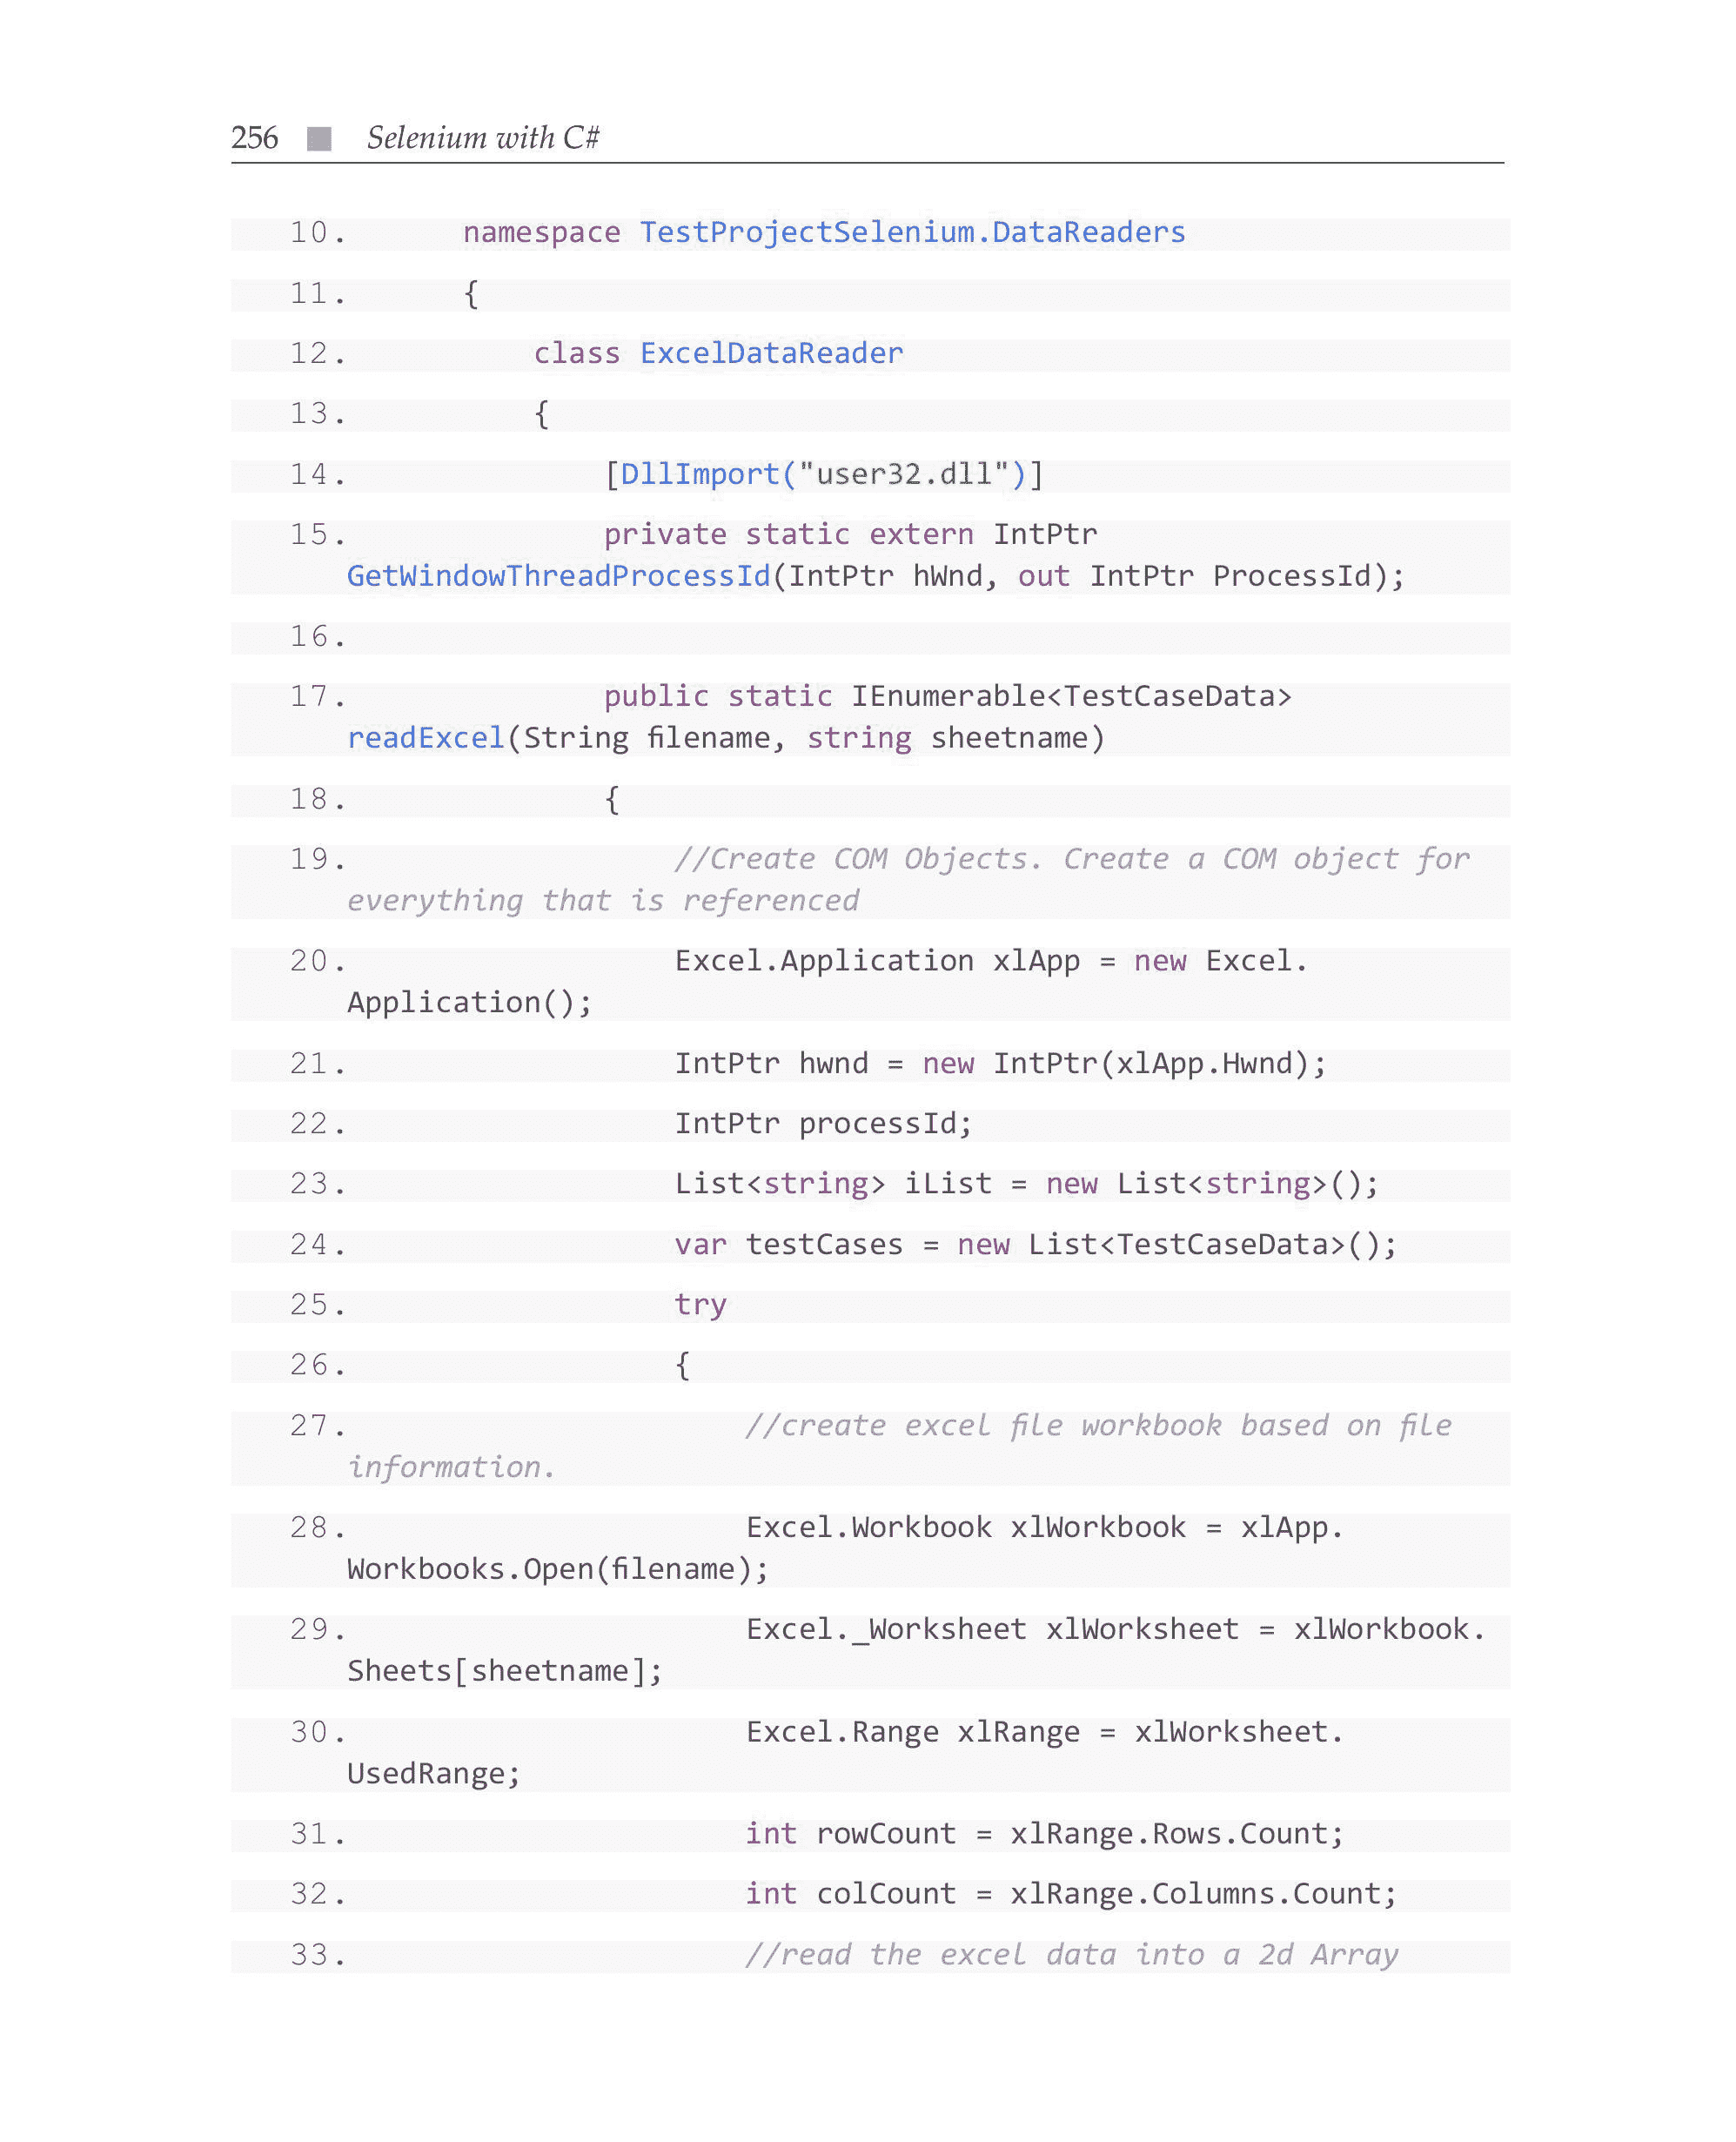 256 Selenium with C#
10. namespace TestProjectSelenium.DataReaders
11. {
12. class ExcelDataReader
13. {
14. [DllImport("user32.dll")]
15. private static extern IntPtr
GetWindowThreadProcessId(IntPtr hWnd, out IntPtr ProcessId);
16.
17. public static IEnumerable<TestCaseData>
readExcel(String filename, string sheetname)
18. {
19. //Create COM Objects. Create a COM object for
everything that is referenced
20. Excel.Application xlApp = new Excel.
Application();
21. IntPtr hwnd = new IntPtr(xlApp.Hwnd);
22. IntPtr processId;
23. List<string> iList = new List<string>();
24. var testCases = new List<TestCaseData>();
25. try
26. {
27. //create excel file workbook based on file
information.
28. Excel.Workbook xlWorkbook = xlApp.
Workbooks.Open(filename);
29. Excel._Worksheet xlWorksheet = xlWorkbook.
Sheets[sheetname];
30. Excel.Range xlRange = xlWorksheet.
UsedRange;
31. int rowCount = xlRange.Rows.Count;
32. int colCount = xlRange.Columns.Count;
33. //read the excel data into a 2d Array